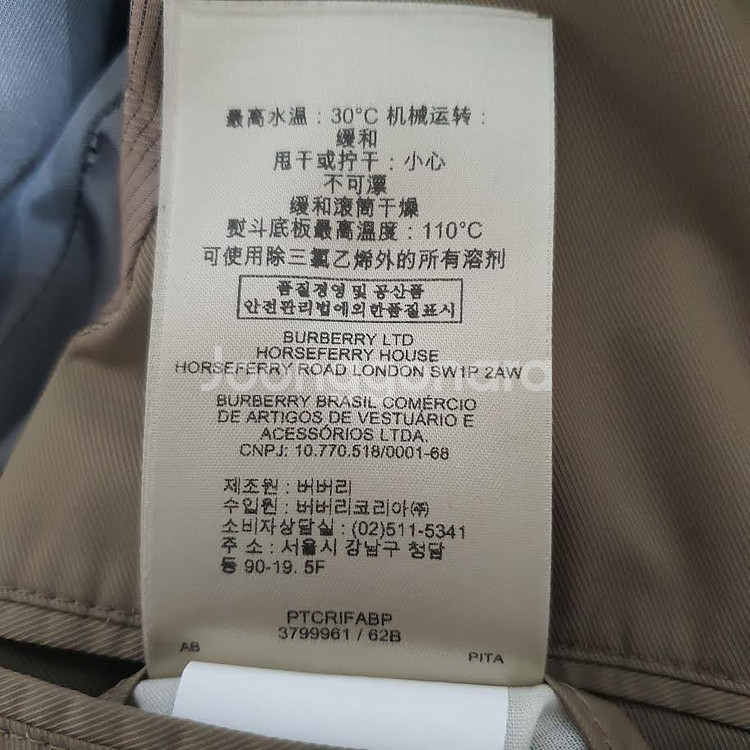 最高水温：30°C 机械运转：
缓和
甩干或拧干：小心
不可漂
缓和滚筒干燥
熨斗底板最高温度：110°C
可使用除三氯乙烯外的所有溶剂
품질경영 및 공산품
안전관리법에의한품질표시
BURBERRY LTD
HORSEFERRY HOUSE
HORSEFERRY ROAD LONDON SW1P 2AW
Joonggonara
BURBERRY BRASIL COMÉRCIO
DE ARTIGOS DE VESTUÁRIO E
ACESSÓRIOS LTDA.
CNPJ: 10.770.518/0001-68
제조원 : 버버리
수입원 : 버버리코리아㈜
소비자상담실 : (02)511-5341
주 소 : 서울시 강남구 청담
동 90-19. 5F
PTCRIFABP
3799961 / 62B
AB
PITA